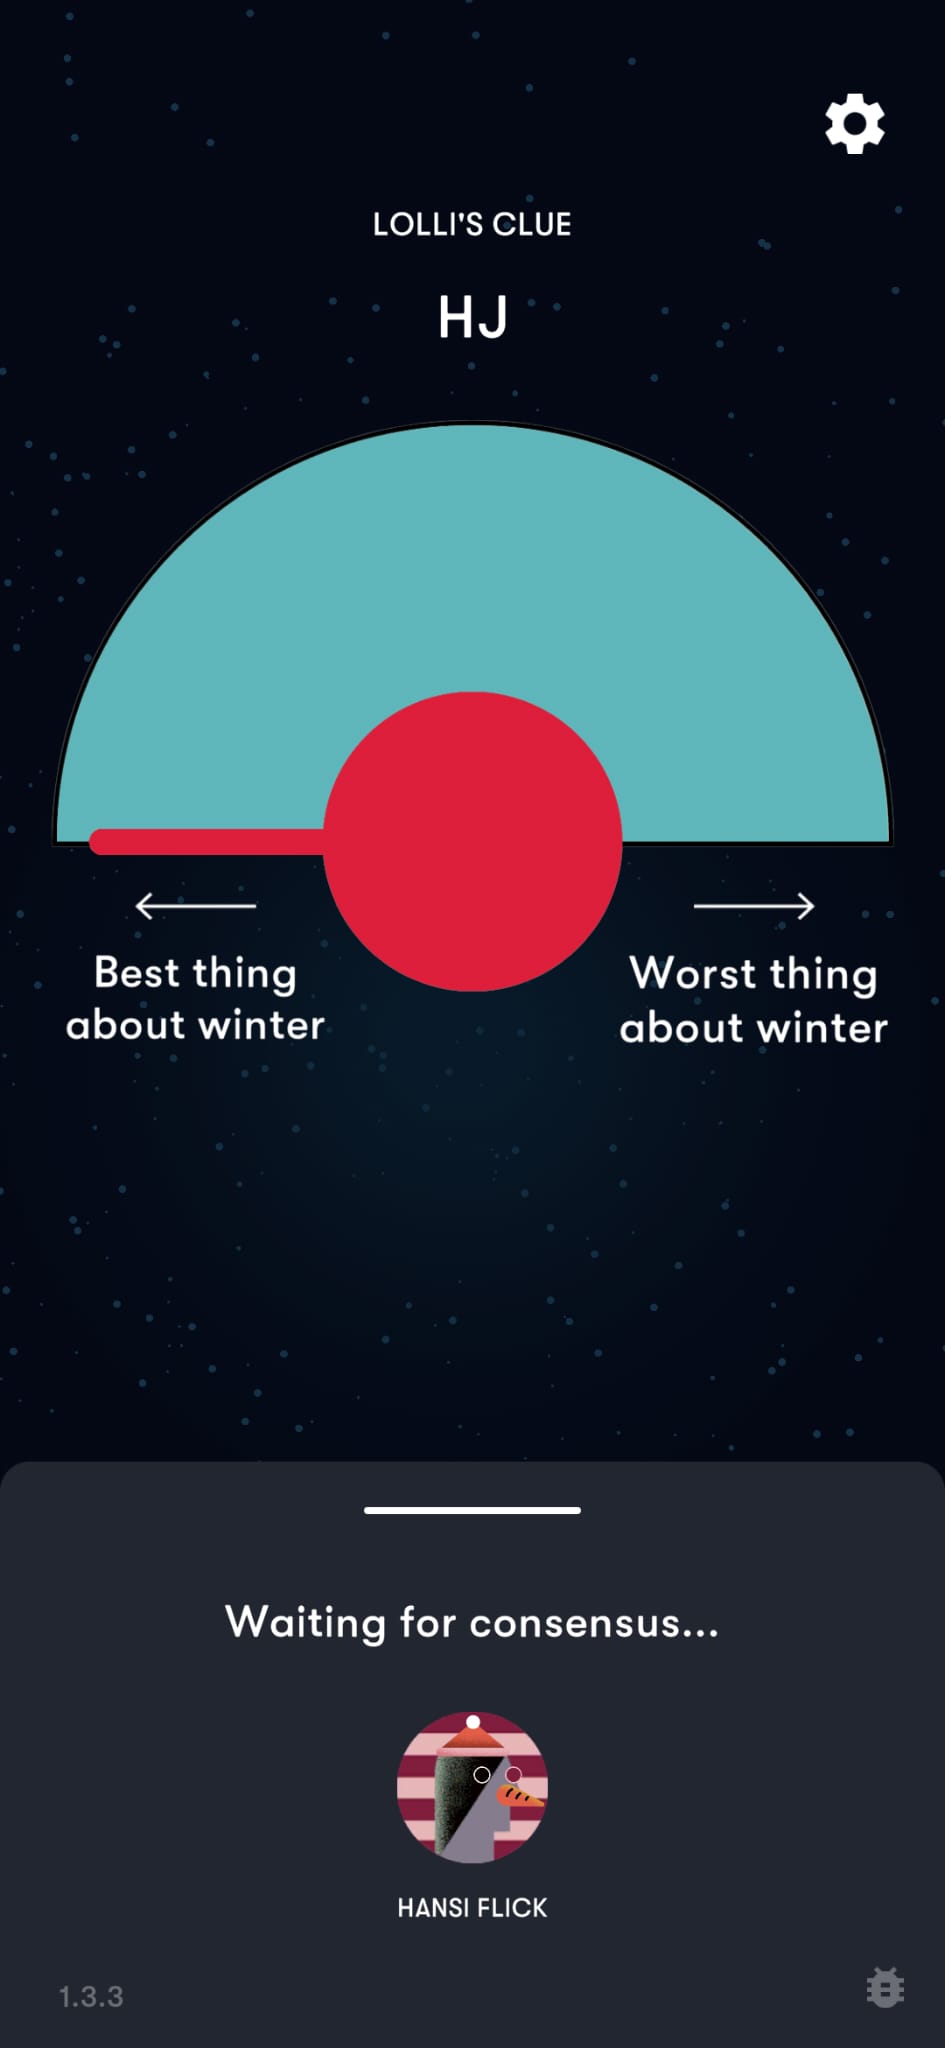 LOLLI'S CLUE
HJ
Best thing
about winter
Worst thing
about winter
Waiting for consensus...
HANSI FLICK
1.3.3